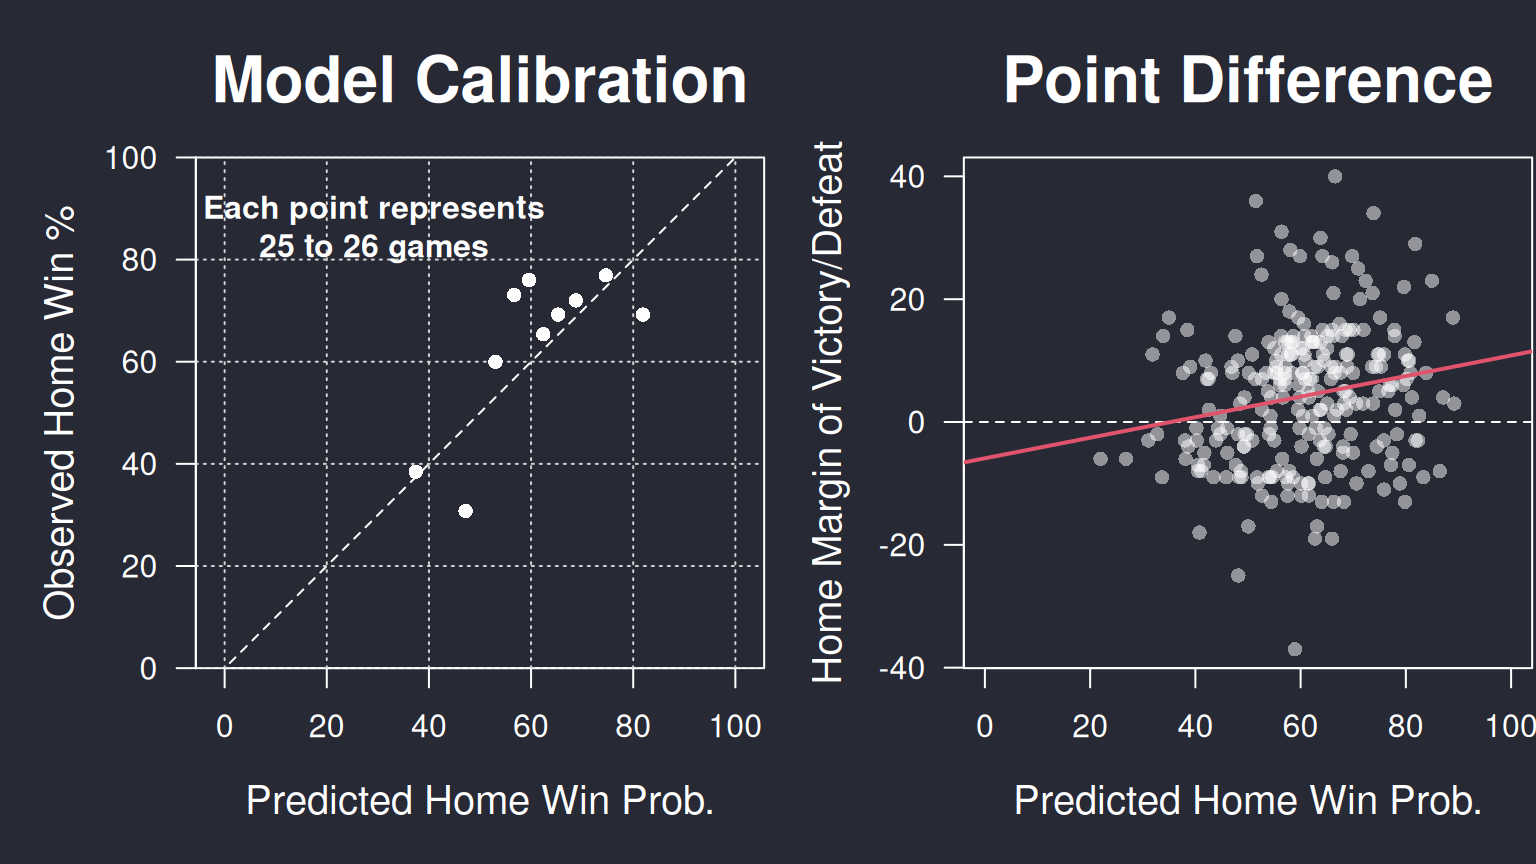 Model Calibration
Observed Home Win %
100
80
60
40
20
0
Each point represents
25 to 26 games
0 20 40 60 80 100
Predicted Home Win Prob.
Point Difference
Home Margin of Victory/Defeat
40
20
0
-20
-40
0 20 40 60 80 100
Predicted Home Win Prob.